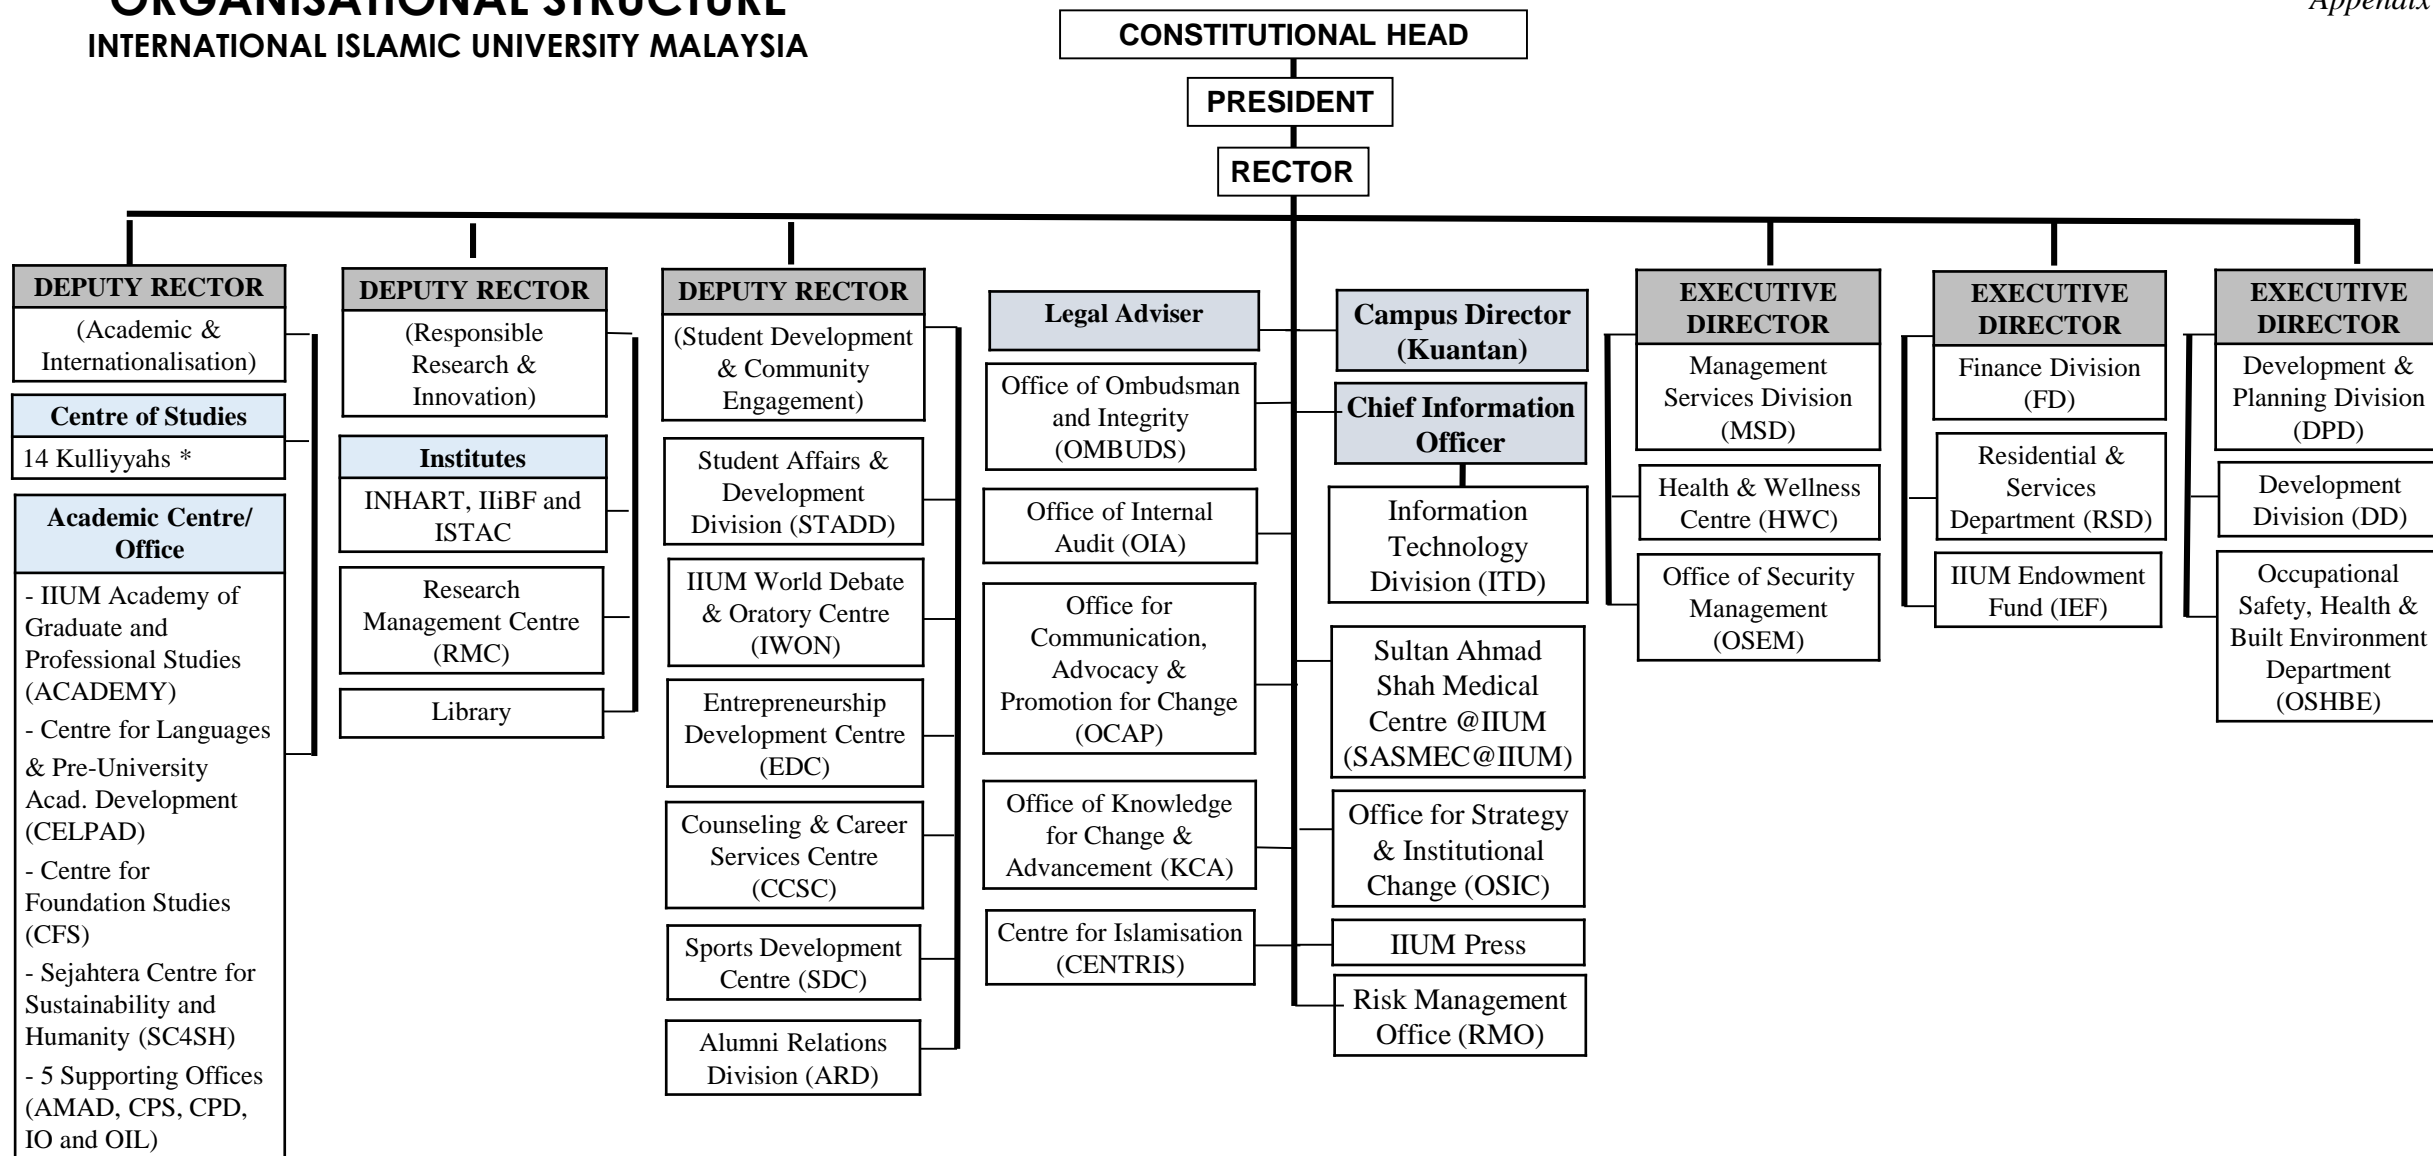 ORGANISATIONAL STRUCTURE
INTERNATIONAL ISLAMIC UNIVERSITY MALAYSIA
Appendix
CONSTITUTIONAL HEAD
PRESIDENT
RECTOR
DEPUTY RECTOR
(Academic &
Internationalisation)
Centre of Studies
14 Kulliyyahs *
Academic Centre/
Office
- IIUM Academy of
Graduate and
Professional Studies
(ACADEMY)
- Centre for Languages
& Pre-University
Acad. Development
(CELPAD)
- Centre for
Foundation Studies
(CFS)
- Sejahtera Centre for
Sustainability and
Humanity (SC4SH)
- 5 Supporting Offices
(AMAD, CPS, CPD,
IO and OIL)
DEPUTY RECTOR
(Responsible
Research &
Innovation)
Institutes
INHART, IIiBF and
ISTAC
Research
Management Centre
(RMC)
Library
DEPUTY RECTOR
(Student Development
& Community
Engagement)
Student Affairs &
Development
Division (STADD)
IIUM World Debate
& Oratory Centre
(IWON)
Entrepreneurship
Development Centre
(EDC)
Counseling & Career
Services Centre
(CCSC)
Sports Development
Centre (SDC)
Alumni Relations
Division (ARD)
Legal Adviser
Office of Ombudsman
and Integrity
(OMBUDS)
Office of Internal
Audit (OIA)
Office for
Communication,
Advocacy &
Promotion for Change
(OCAP)
Office of Knowledge
for Change &
Advancement (KCA)
Centre for Islamisation
(CENTRIS)
Campus Director
(Kuantan)
Chief Information
Officer
Information
Technology
Division (ITD)
Sultan Ahmad
Shah Medical
Centre @IIUM
(SASMEC@IIUM)
Office for Strategy
& Institutional
Change (OSIC)
IIUM Press
Risk Management
Office (RMO)
EXECUTIVE
DIRECTOR
Management
Services Division
(MSD)
Health & Wellness
Centre (HWC)
Office of Security
Management
(OSEM)
EXECUTIVE
DIRECTOR
Finance Division
(FD)
Residential &
Services
Department (RSD)
IIUM Endowment
Fund (IEF)
EXECUTIVE
DIRECTOR
Development &
Planning Division
(DPD)
Development
Division (DD)
Occupational
Safety, Health &
Built Environment
Department
(OSHBE)